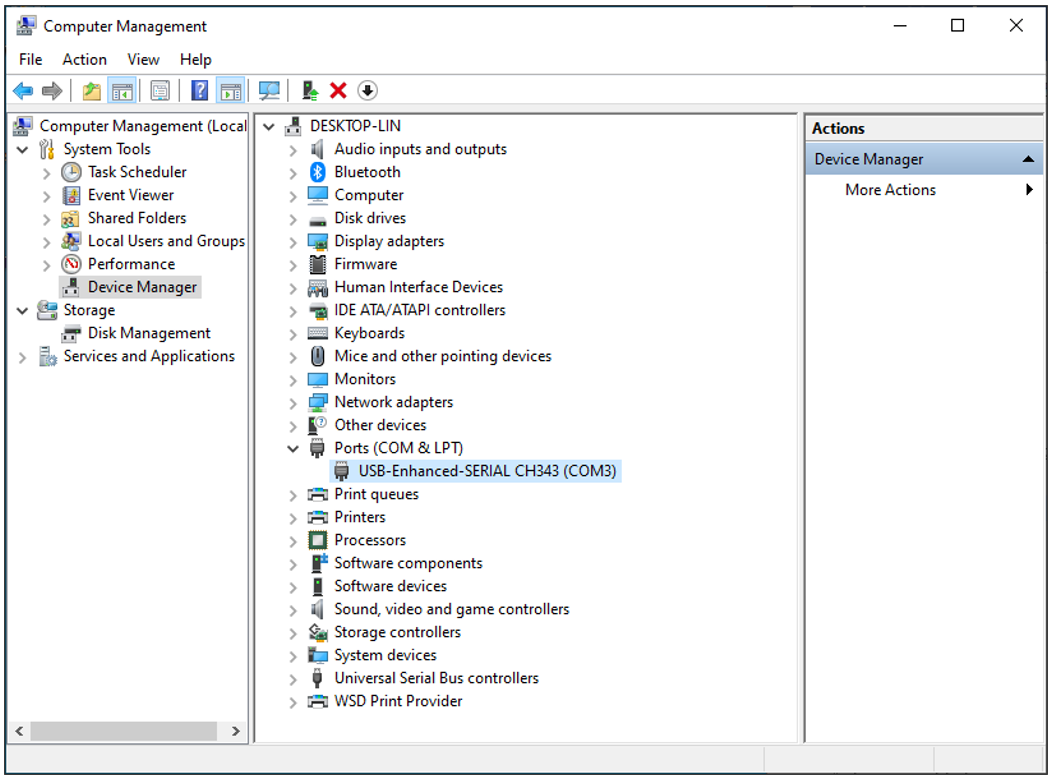 Computer Management
File Action View Help
Computer Management (Local
System Tools
Task Scheduler
Event Viewer
Shared Folders
Local Users and Groups
Performance
Device Manager
Storage
Disk Management
Services and Applications
DESKTOP-LIN
Audio inputs and outputs
Bluetooth
Computer
Disk drives
Display adapters
Firmware
Human Interface Devices
IDE ATA/ATAPI controllers
Keyboards
Mice and other pointing devices
Monitors
Network adapters
Other devices
Ports (COM & LPT)
USB-Enhanced-SERIAL CH343 (COM3)
Print queues
Printers
Processors
Software components
Software devices
Sound, video and game controllers
Storage controllers
System devices
Universal Serial Bus controllers
WSD Print Provider
Actions
Device Manager
More Actions